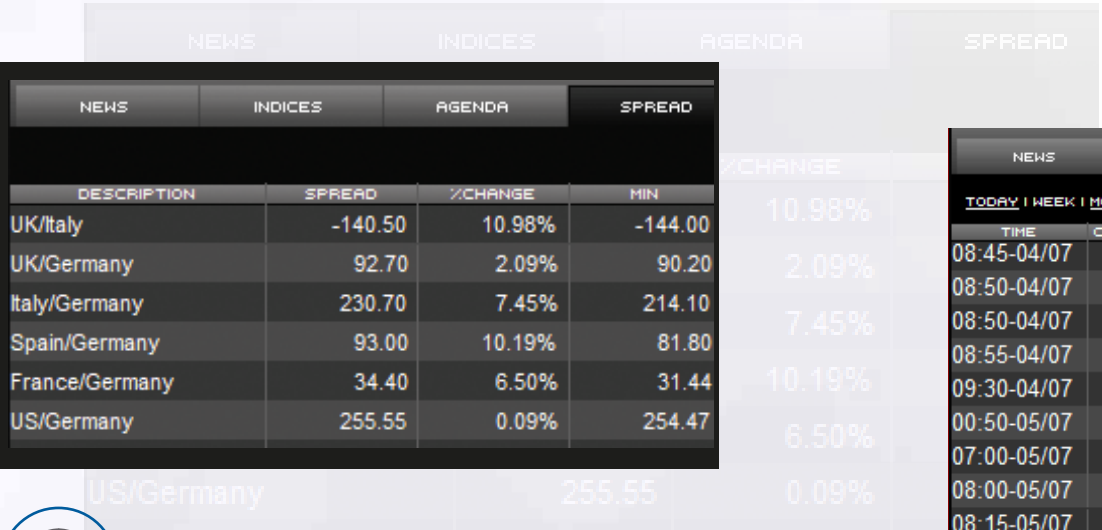 NEWS INDICES AGENDA SPREAD
NEWS INDICES AGENDA SPREAD
DESCRIPTION SPREAD %CHANGE MIN
UK/Italy -140.50 10.98% -144.00
UK/Germany 92.70 2.09% 90.20
Italy/Germany 230.70 7.45% 214.10
Spain/Germany 93.00 10.19% 81.80
France/Germany 34.40 6.50% 31.44
US/Germany 255.55 0.09% 254.47
%CHANGE
10.98%
2.09%
7.45%
10.19%
6.50%
US/Germany 255.55 0.09%
NEWS
TODAY | WEEK |
TIME
08:45-04/07
08:50-04/07
08:50-04/07
08:55-04/07
09:30-04/07
00:50-05/07
07:00-05/07
08:00-05/07
08:15-05/07